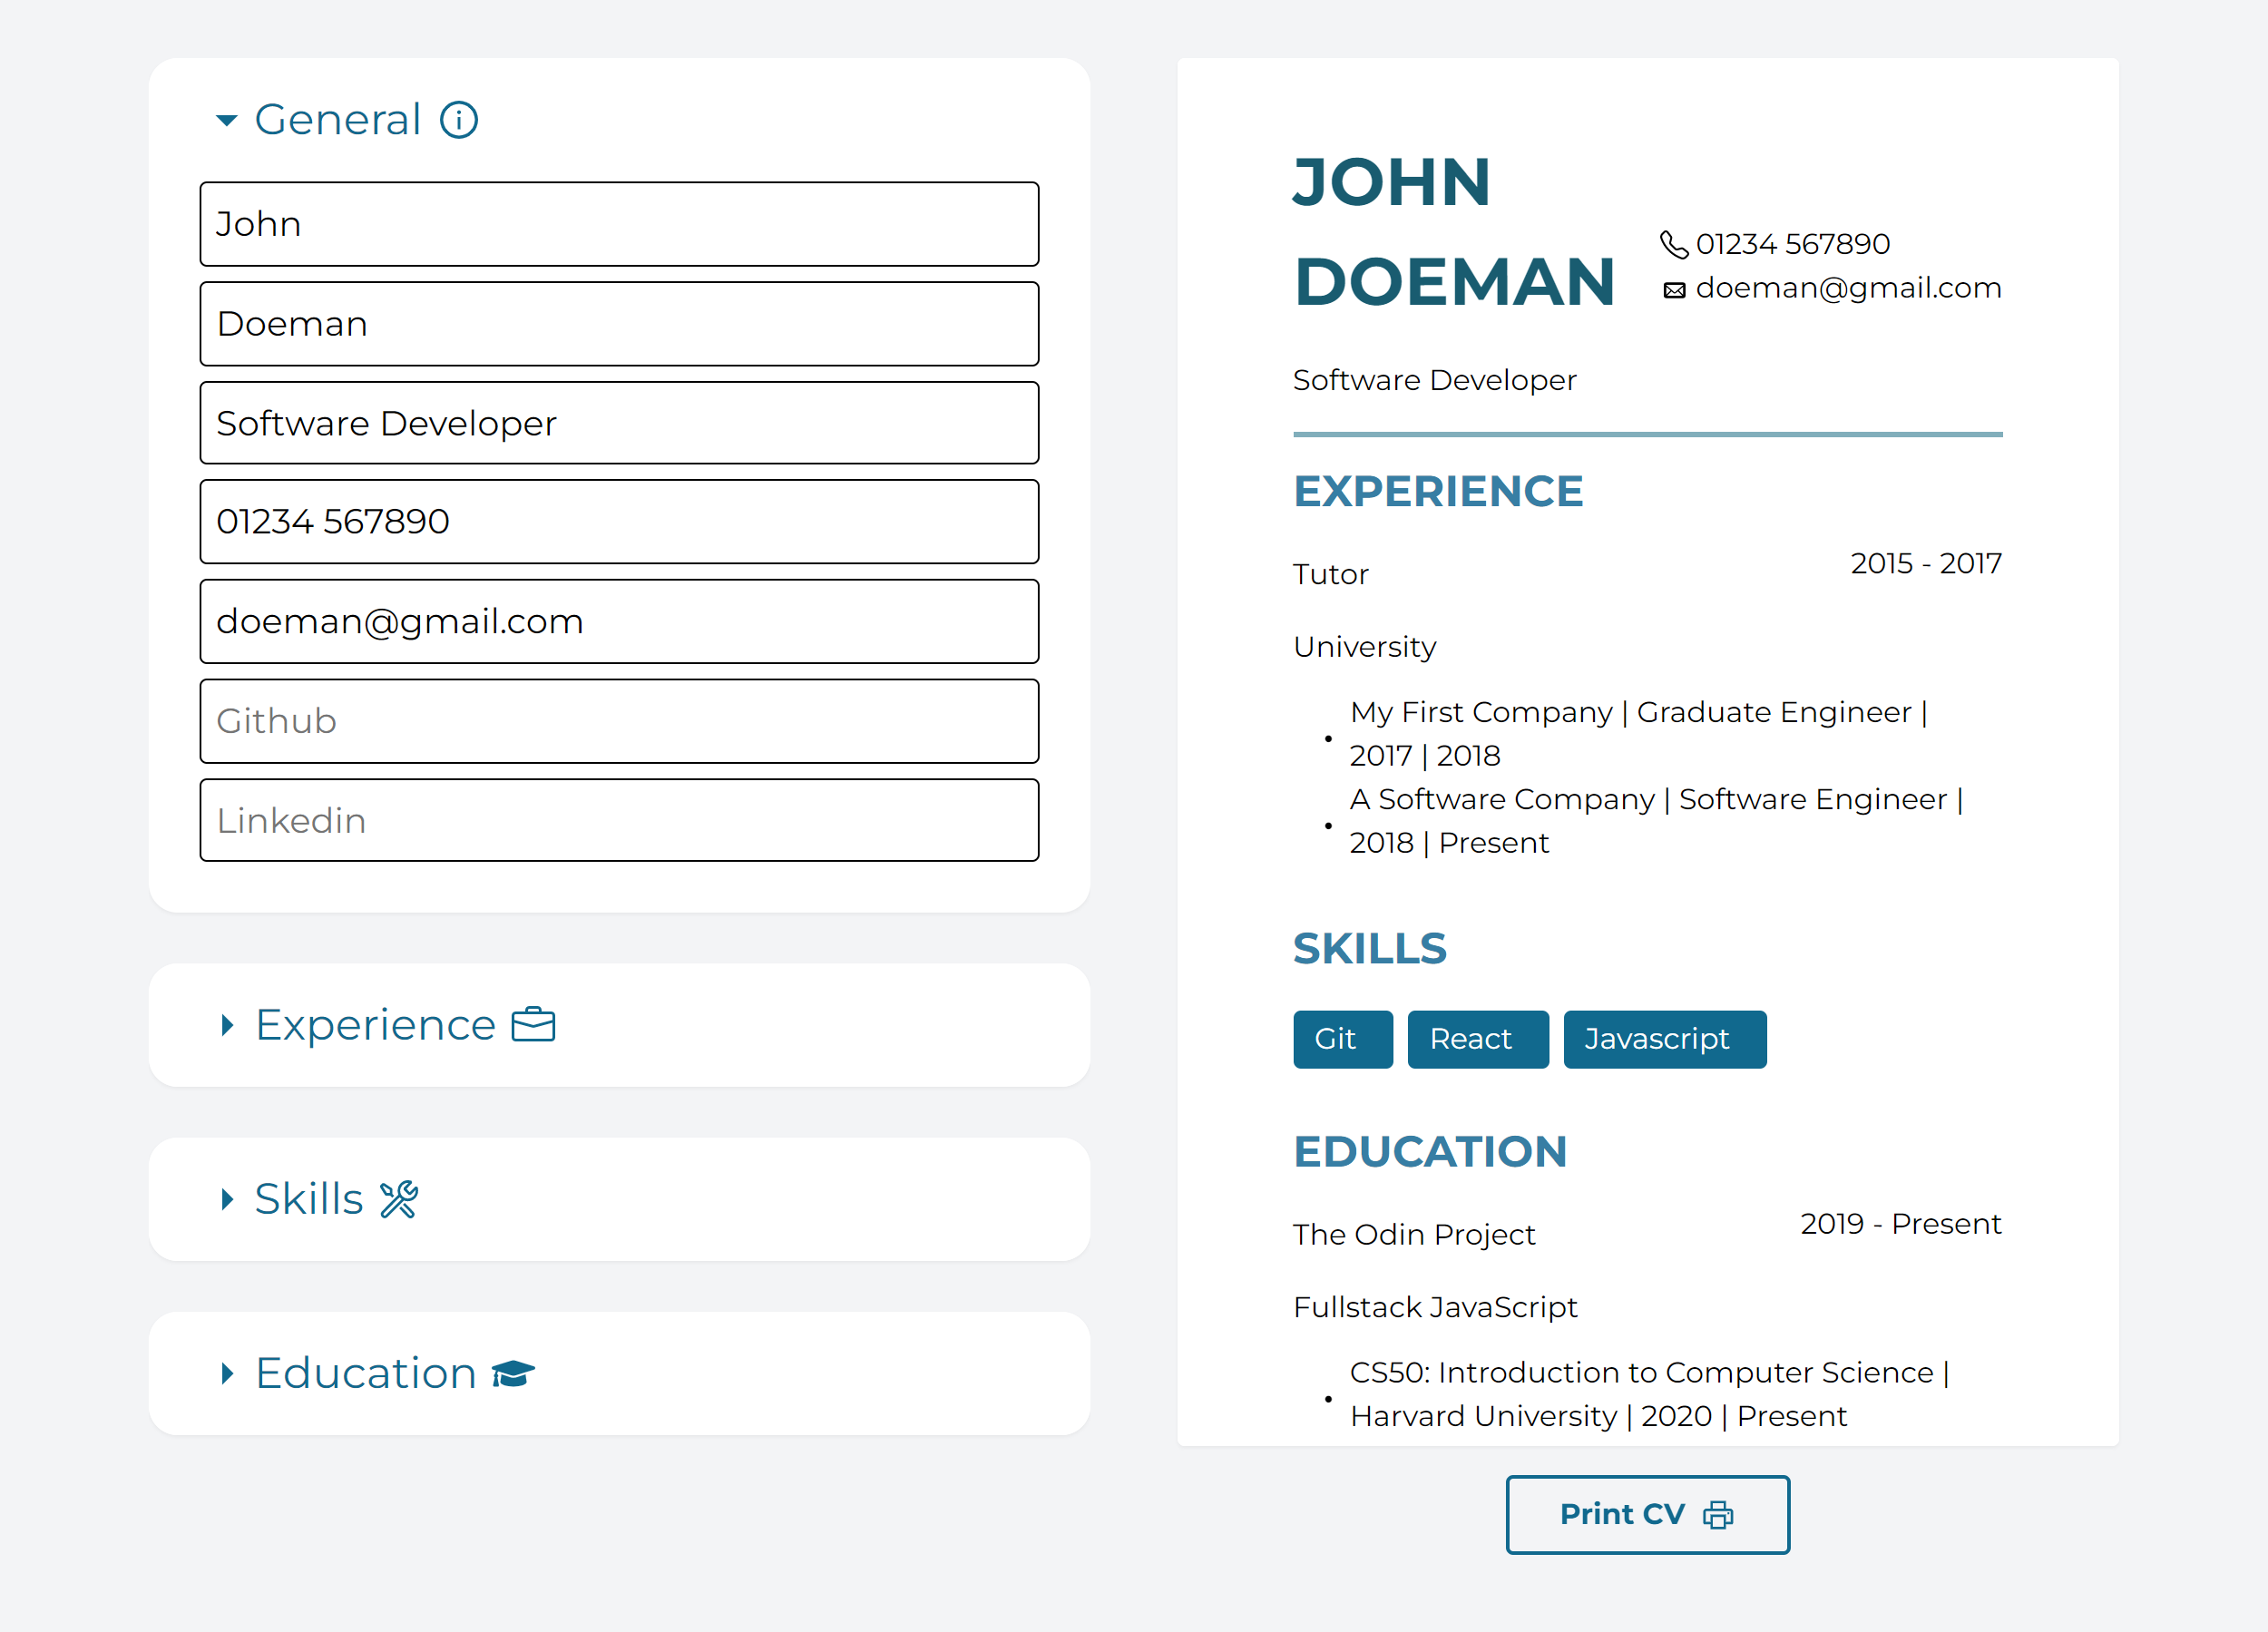 General
John
Doeman
Software Developer
01234 567890
doeman@gmail.com
Github
Linkedin
Experience
Skills
Education
JOHN
DOEMAN
01234 567890
doeman@gmail.com
Software Developer
EXPERIENCE
Tutor
2015 - 2017
University
My First Company | Graduate Engineer |
2017 | 2018
A Software Company | Software Engineer |
2018 | Present
SKILLS
Git
React
Javascript
EDUCATION
The Odin Project
2019 - Present
Fullstack JavaScript
CS50: Introduction to Computer Science |
Harvard University | 2020 | Present
Print CV